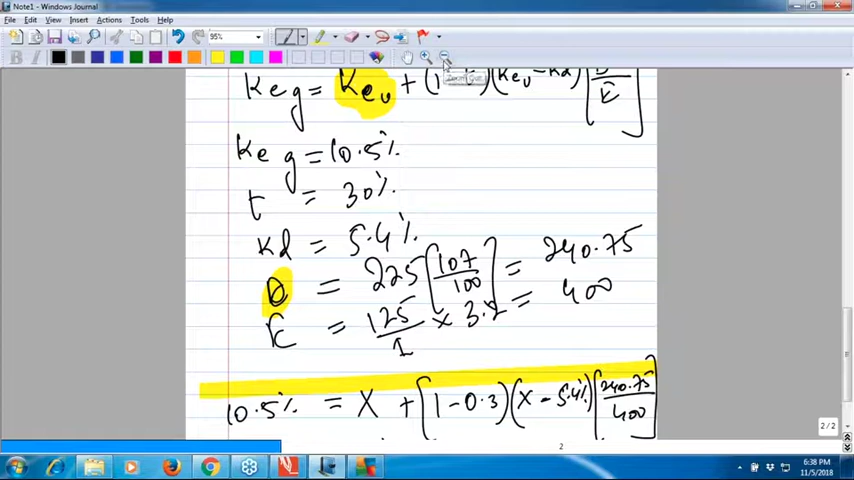 Note1 - Windows Journal
File Edit View Insert Actions Tools Help
95%
Keg = Keu + (1 )(Keu - Kd) [D/E]
Keg = 10.5%
t = 30%
Kd = 5.4%
D = 225 [107/100] = 240.75
E = 125/1 x 3.2 = 400
10.5% = X + (1-0.3)(X - 5.4%) [240.75/400]
2
2/2
6:38 PM
11/5/2018